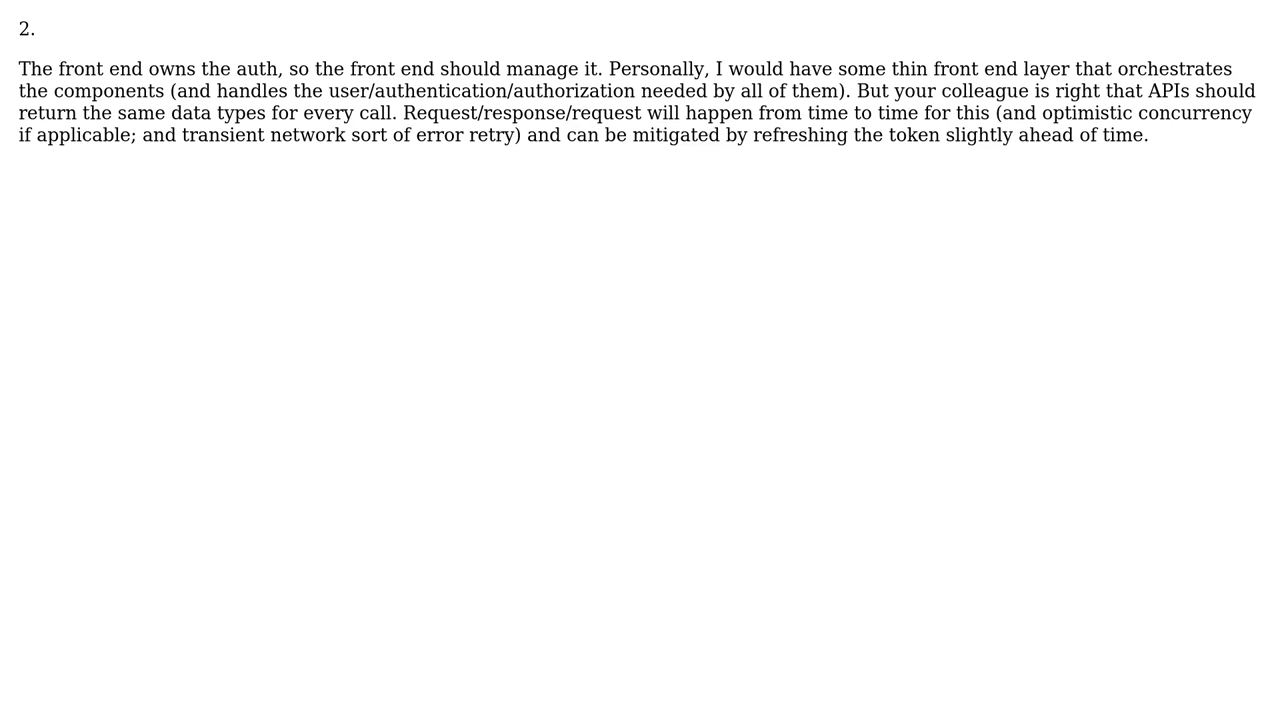 2.
The front end owns the auth, so the front end should manage it. Personally, I would have some thin front end layer that orchestrates
the components (and handles the user/authentication/authorization needed by all of them). But your colleague is right that APIs should
return the same data types for every call. Request/response/request will happen from time to time for this (and optimistic concurrency
if applicable; and transient network sort of error retry) and can be mitigated by refreshing the token slightly ahead of time.